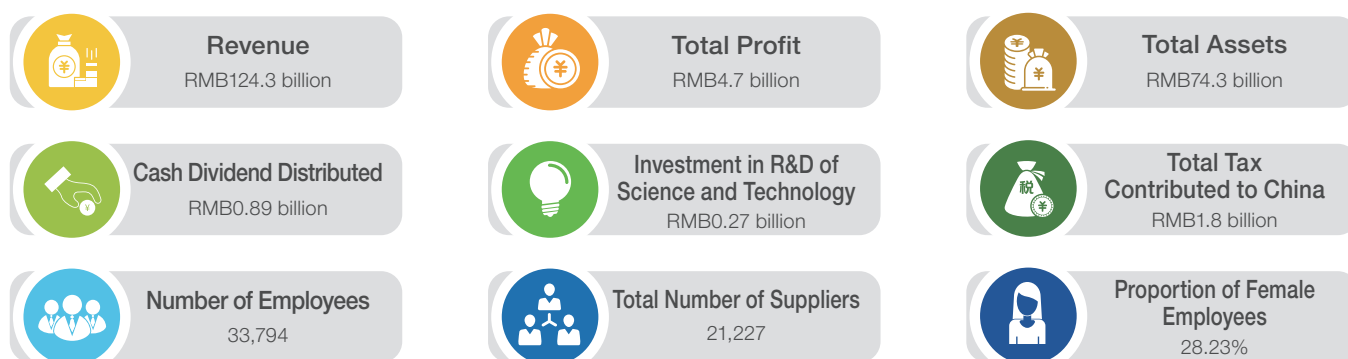 Revenue
RMB124.3 billion
Total Profit
RMB4.7 billion
Total Assets
RMB74.3 billion
Cash Dividend Distributed
RMB0.89 billion
Investment in R&D of
Science and Technology
RMB0.27 billion
税
Total Tax
Contributed to China
RMB1.8 billion
Number of Employees
33,794
Total Number of Suppliers
21,227
Proportion of Female
Employees
28.23%